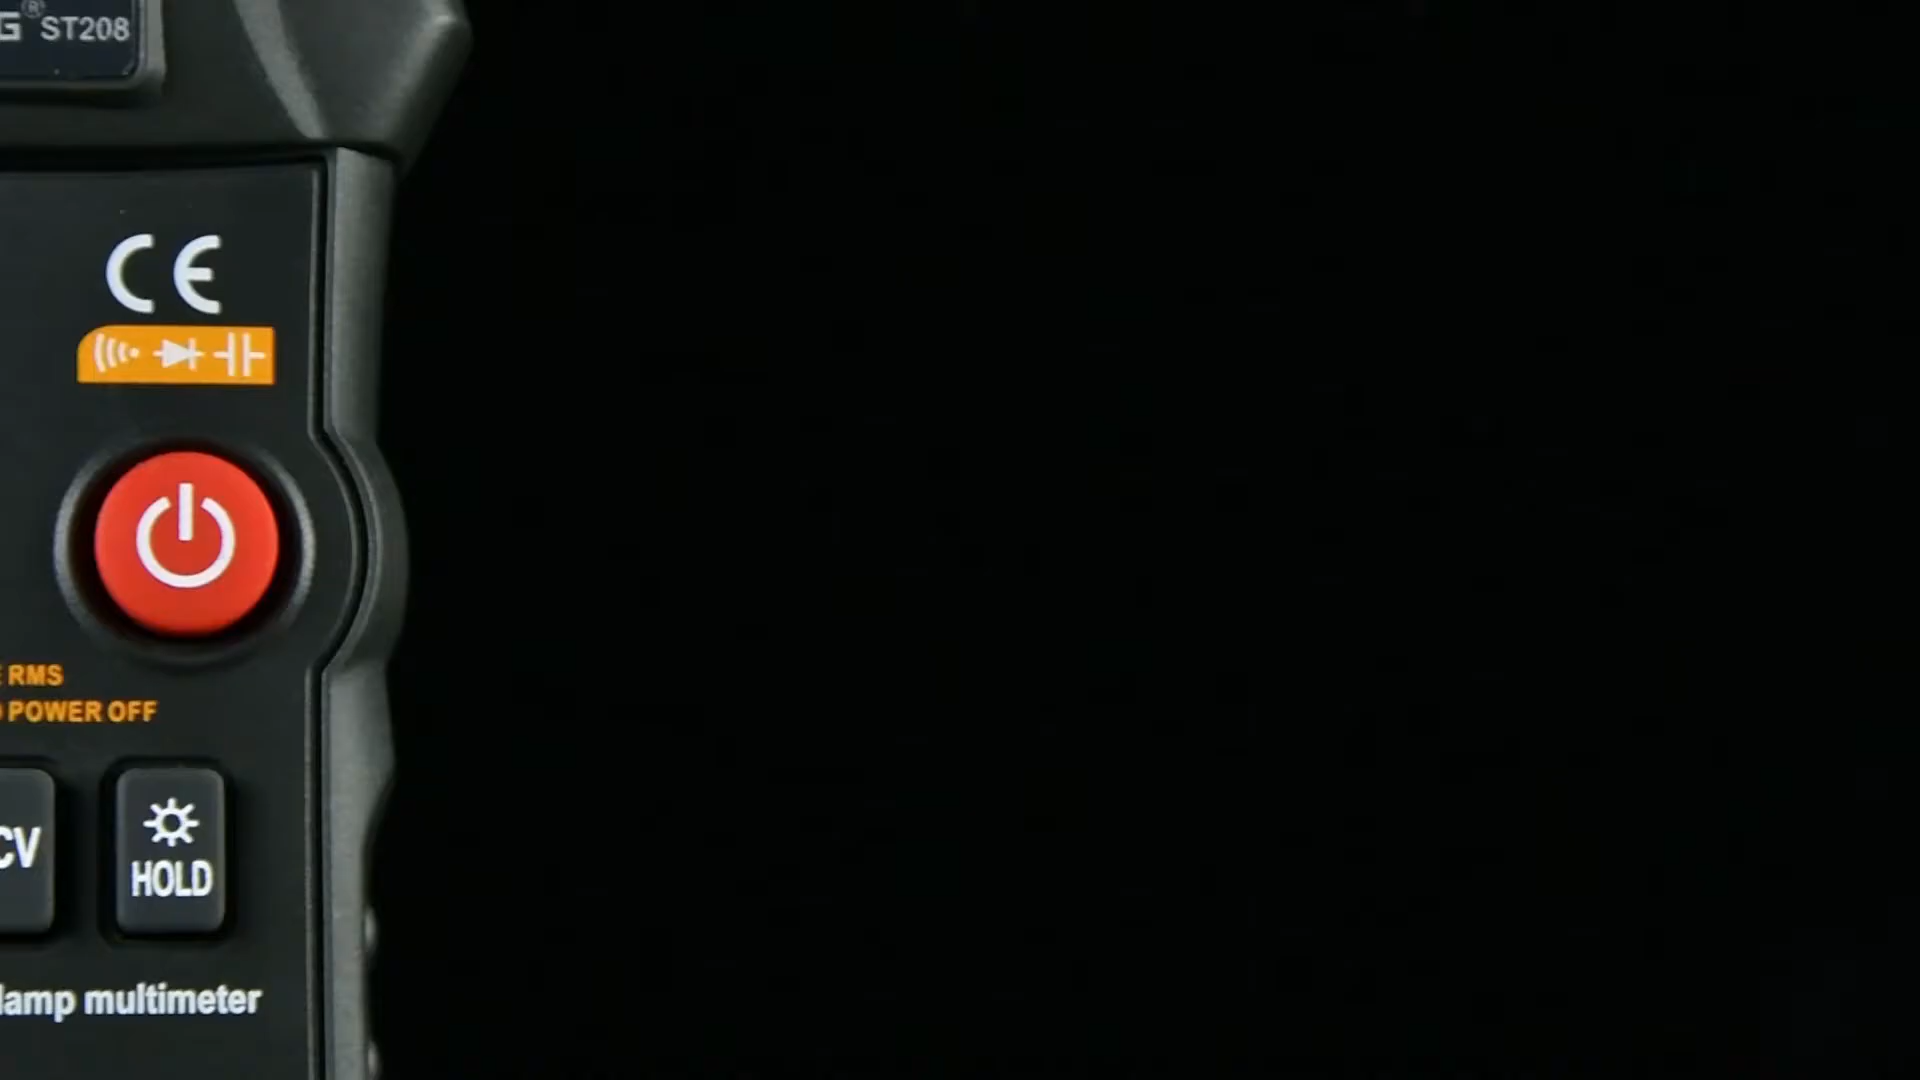 G® ST208
CE
RMS
POWER OFF
CV
HOLD
lamp multimeter